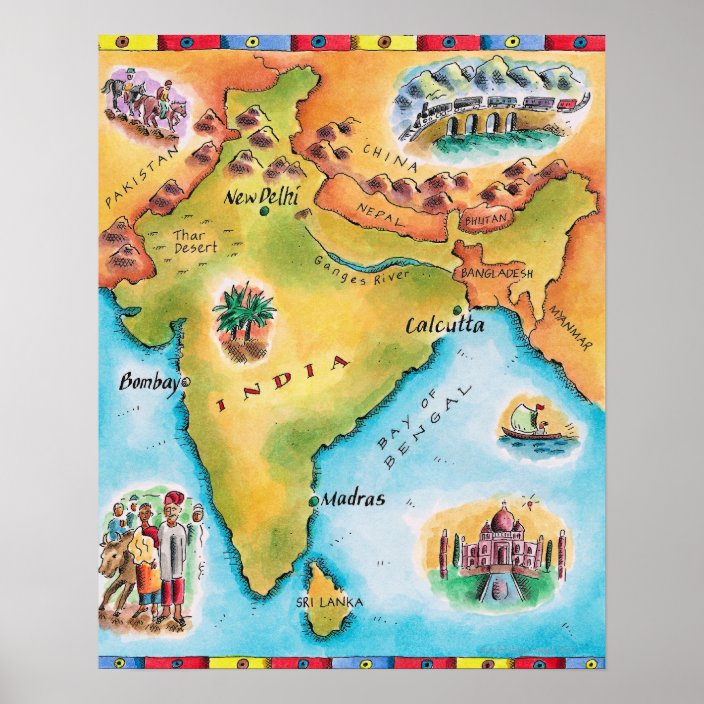 PAKISTAN
CHINA
New Delhi
NEPAL
BHUTAN
Thar
Desert
Ganges River
BANGLADESH
Calcutta
MYANMAR
INDIA
Bombay
BAY OF
BENGAL
Madras
SRI LANKA